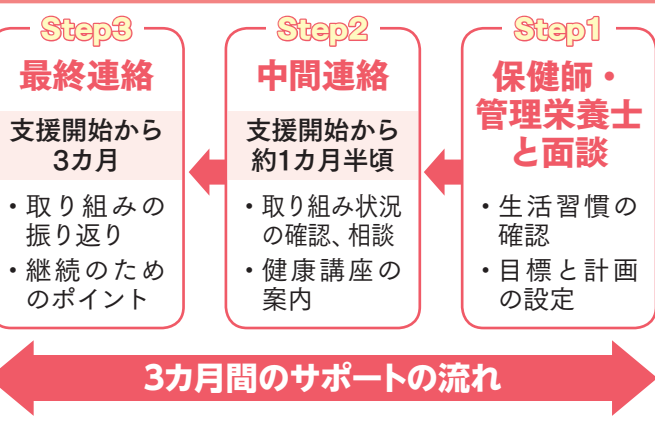 Step1
保健師・
管理栄養士
と面談
・生活習慣の
確認
・目標と計画
の設定
Step2
中間連絡
支援開始から
約1カ月半頃
・取り組み状況
の確認、相談
・健康講座の
案内
Step3
最終連絡
支援開始から
3カ月
・取り組みの
振り返り
・継続のため
のポイント
3カ月間のサポートの流れ